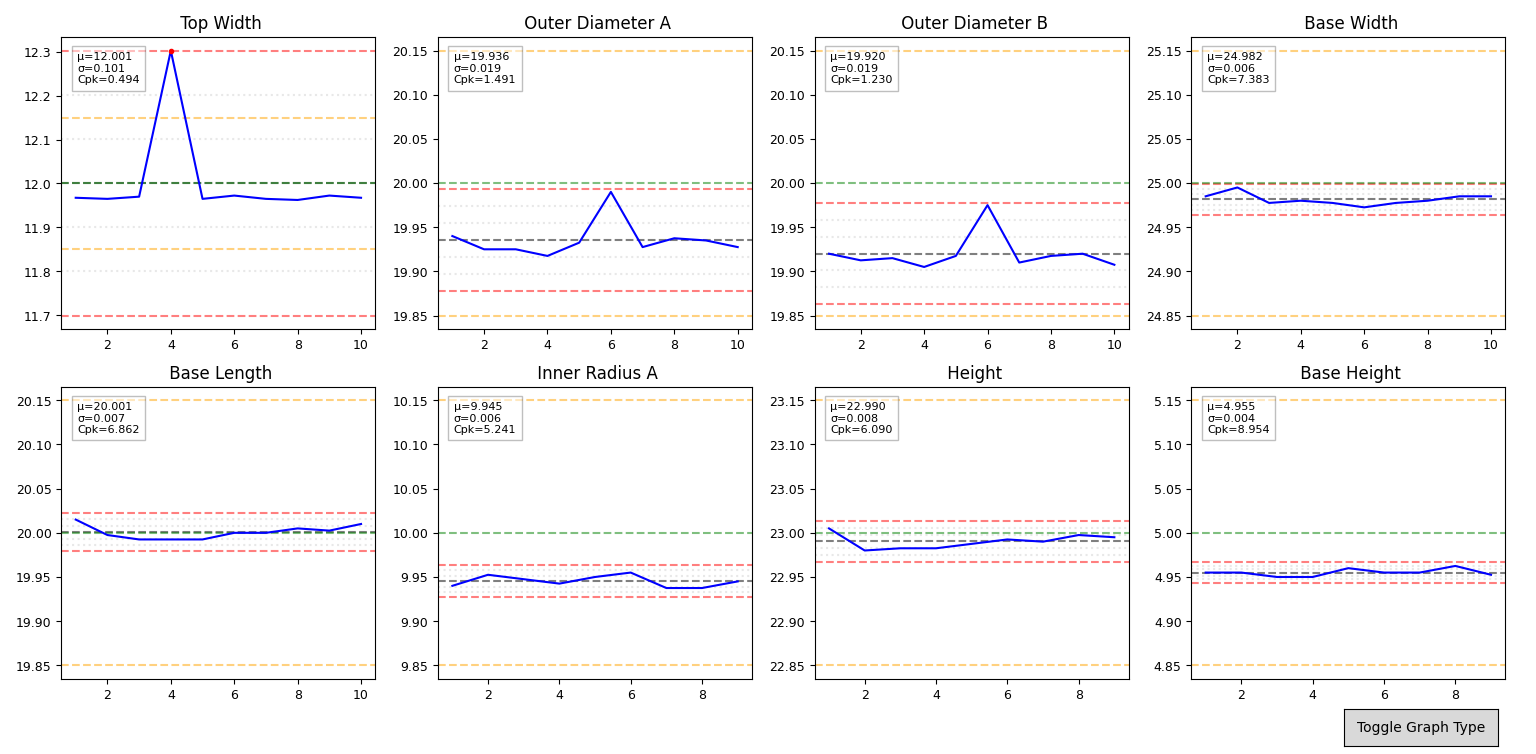 Top Width
μ=12.001
σ=0.101
Cpk=0.494
12.3
12.2
12.1
12.0
11.9
11.8
11.7
2 4 6 8 10
Outer Diameter A
μ=19.936
σ=0.019
Cpk=1.491
20.15
20.10
20.05
20.00
19.95
19.90
19.85
2 4 6 8 10
Outer Diameter B
μ=19.920
σ=0.019
Cpk=1.230
20.15
20.10
20.05
20.00
19.95
19.90
19.85
2 4 6 8 10
Base Width
μ=24.982
σ=0.006
Cpk=7.383
25.15
25.10
25.05
25.00
24.95
24.90
24.85
2 4 6 8 10
Base Length
μ=20.001
σ=0.007
Cpk=6.862
20.15
20.10
20.05
20.00
19.95
19.90
19.85
2 4 6 8 10
Inner Radius A
μ=9.945
σ=0.006
Cpk=5.241
10.15
10.10
10.05
10.00
9.95
9.90
9.85
2 4 6 8
Height
μ=22.990
σ=0.008
Cpk=6.090
23.15
23.10
23.05
23.00
22.95
22.90
22.85
2 4 6 8
Base Height
μ=4.955
σ=0.004
Cpk=8.954
5.15
5.10
5.05
5.00
4.95
4.90
4.85
2 4 6 8
Toggle Graph Type